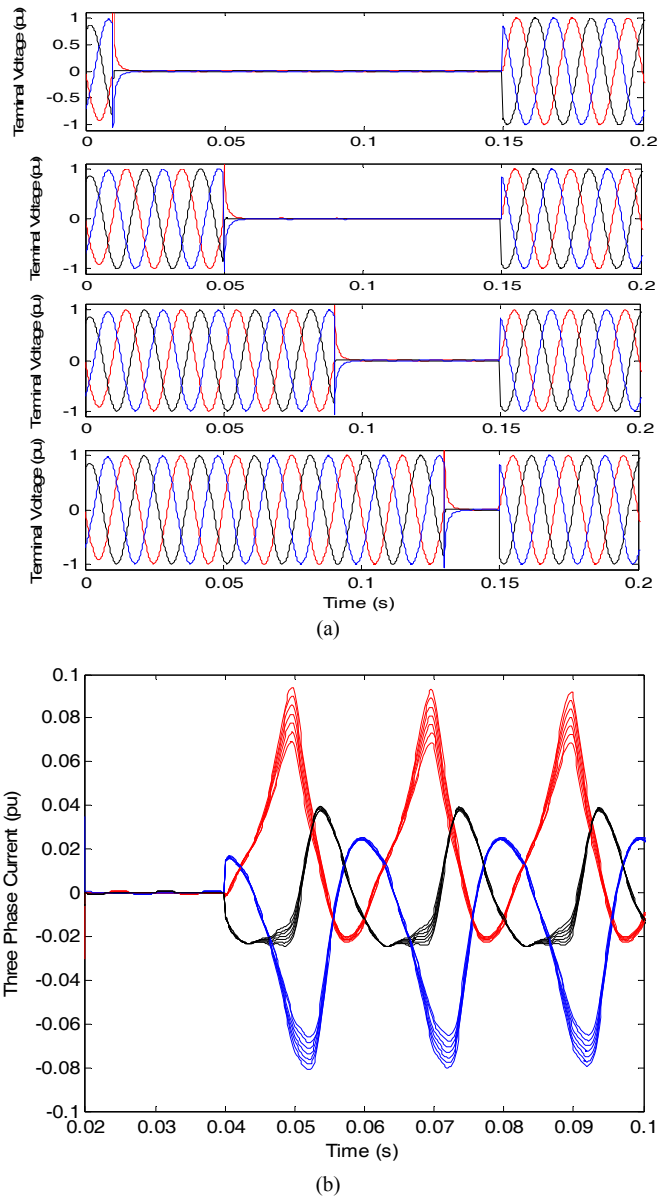 Terminal Voltage (pu)
1
0.5
0
-0.5
-1
0 0.05 0.1 0.15 0.2
Terminal Voltage (pu)
1
0
-1
0 0.05 0.1 0.15 0.2
Terminal Voltage (pu)
1
0
-1
0 0.05 0.1 0.15 0.2
Terminal Voltage (pu)
1
0
-1
0 0.05 0.1 0.15 0.2
Time (s)
(a)
Three Phase Current (pu)
0.1
0.08
0.06
0.04
0.02
0
-0.02
-0.04
-0.06
-0.08
-0.1
0.02 0.03 0.04 0.05 0.06 0.07 0.08 0.09 0.1
Time (s)
(b)